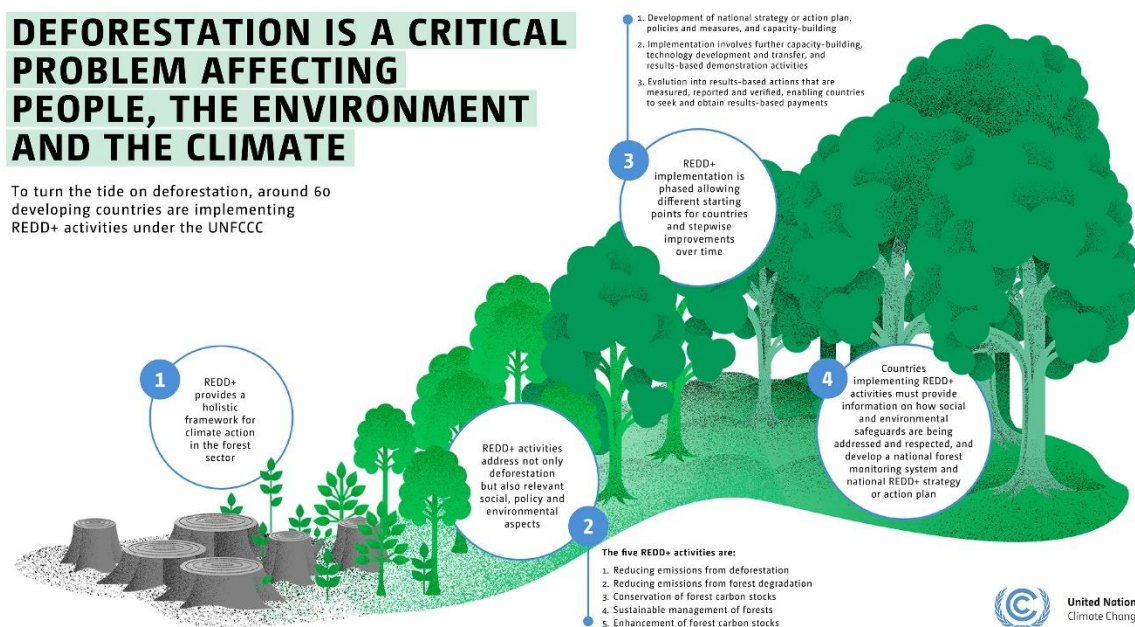 DEFORESTATION IS A CRITICAL
PROBLEM AFFECTING
PEOPLE, THE ENVIRONMENT
AND THE CLIMATE
To turn the tide on deforestation, around 60
developing countries are implementing
REDD+ activities under the UNFCCC
1
REDD+
provides a
holistic
framework for
climate action
in the forest
sector
REDD+ activities
address not only
deforestation
but also relevant
social, policy and
environmental
aspects
2
The five REDD+ activities are:
1. Reducing emissions from deforestation
2. Reducing emissions from forest degradation
3. Conservation of forest carbon stocks
4. Sustainable management of forests
5. Enhancement of forest carbon stocks
1. Development of national strategy or action plan,
policies and measures, and capacity-building
2. Implementation involves further capacity-building,
technology development and transfer, and
results-based demonstration activities
3. Evolution into results-based actions that are
measured, reported and verified, enabling countries
to seek and obtain results-based payments
3
REDD+
implementation is
phased allowing
different starting
points for countries
and stepwise
improvements
over time
4
Countries
implementing REDD+
activities must provide
information on how social
and environmental
safeguards are being
addressed and respected, and
develop a national forest
monitoring system and
national REDD+ strategy
or action plan
United Nation
Climate Chang